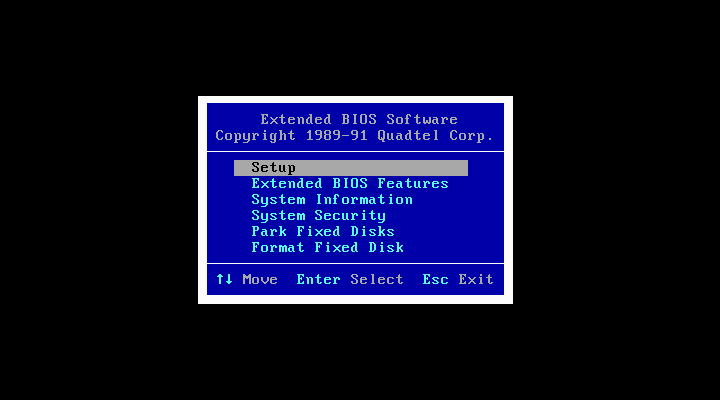 Extended BIOS Software
Copyright 1989-91 Quadtel Corp.
Setup
Extended BIOS Features
System Information
System Security
Park Fixed Disks
Format Fixed Disk
↑↓ Move Enter Select Esc Exit